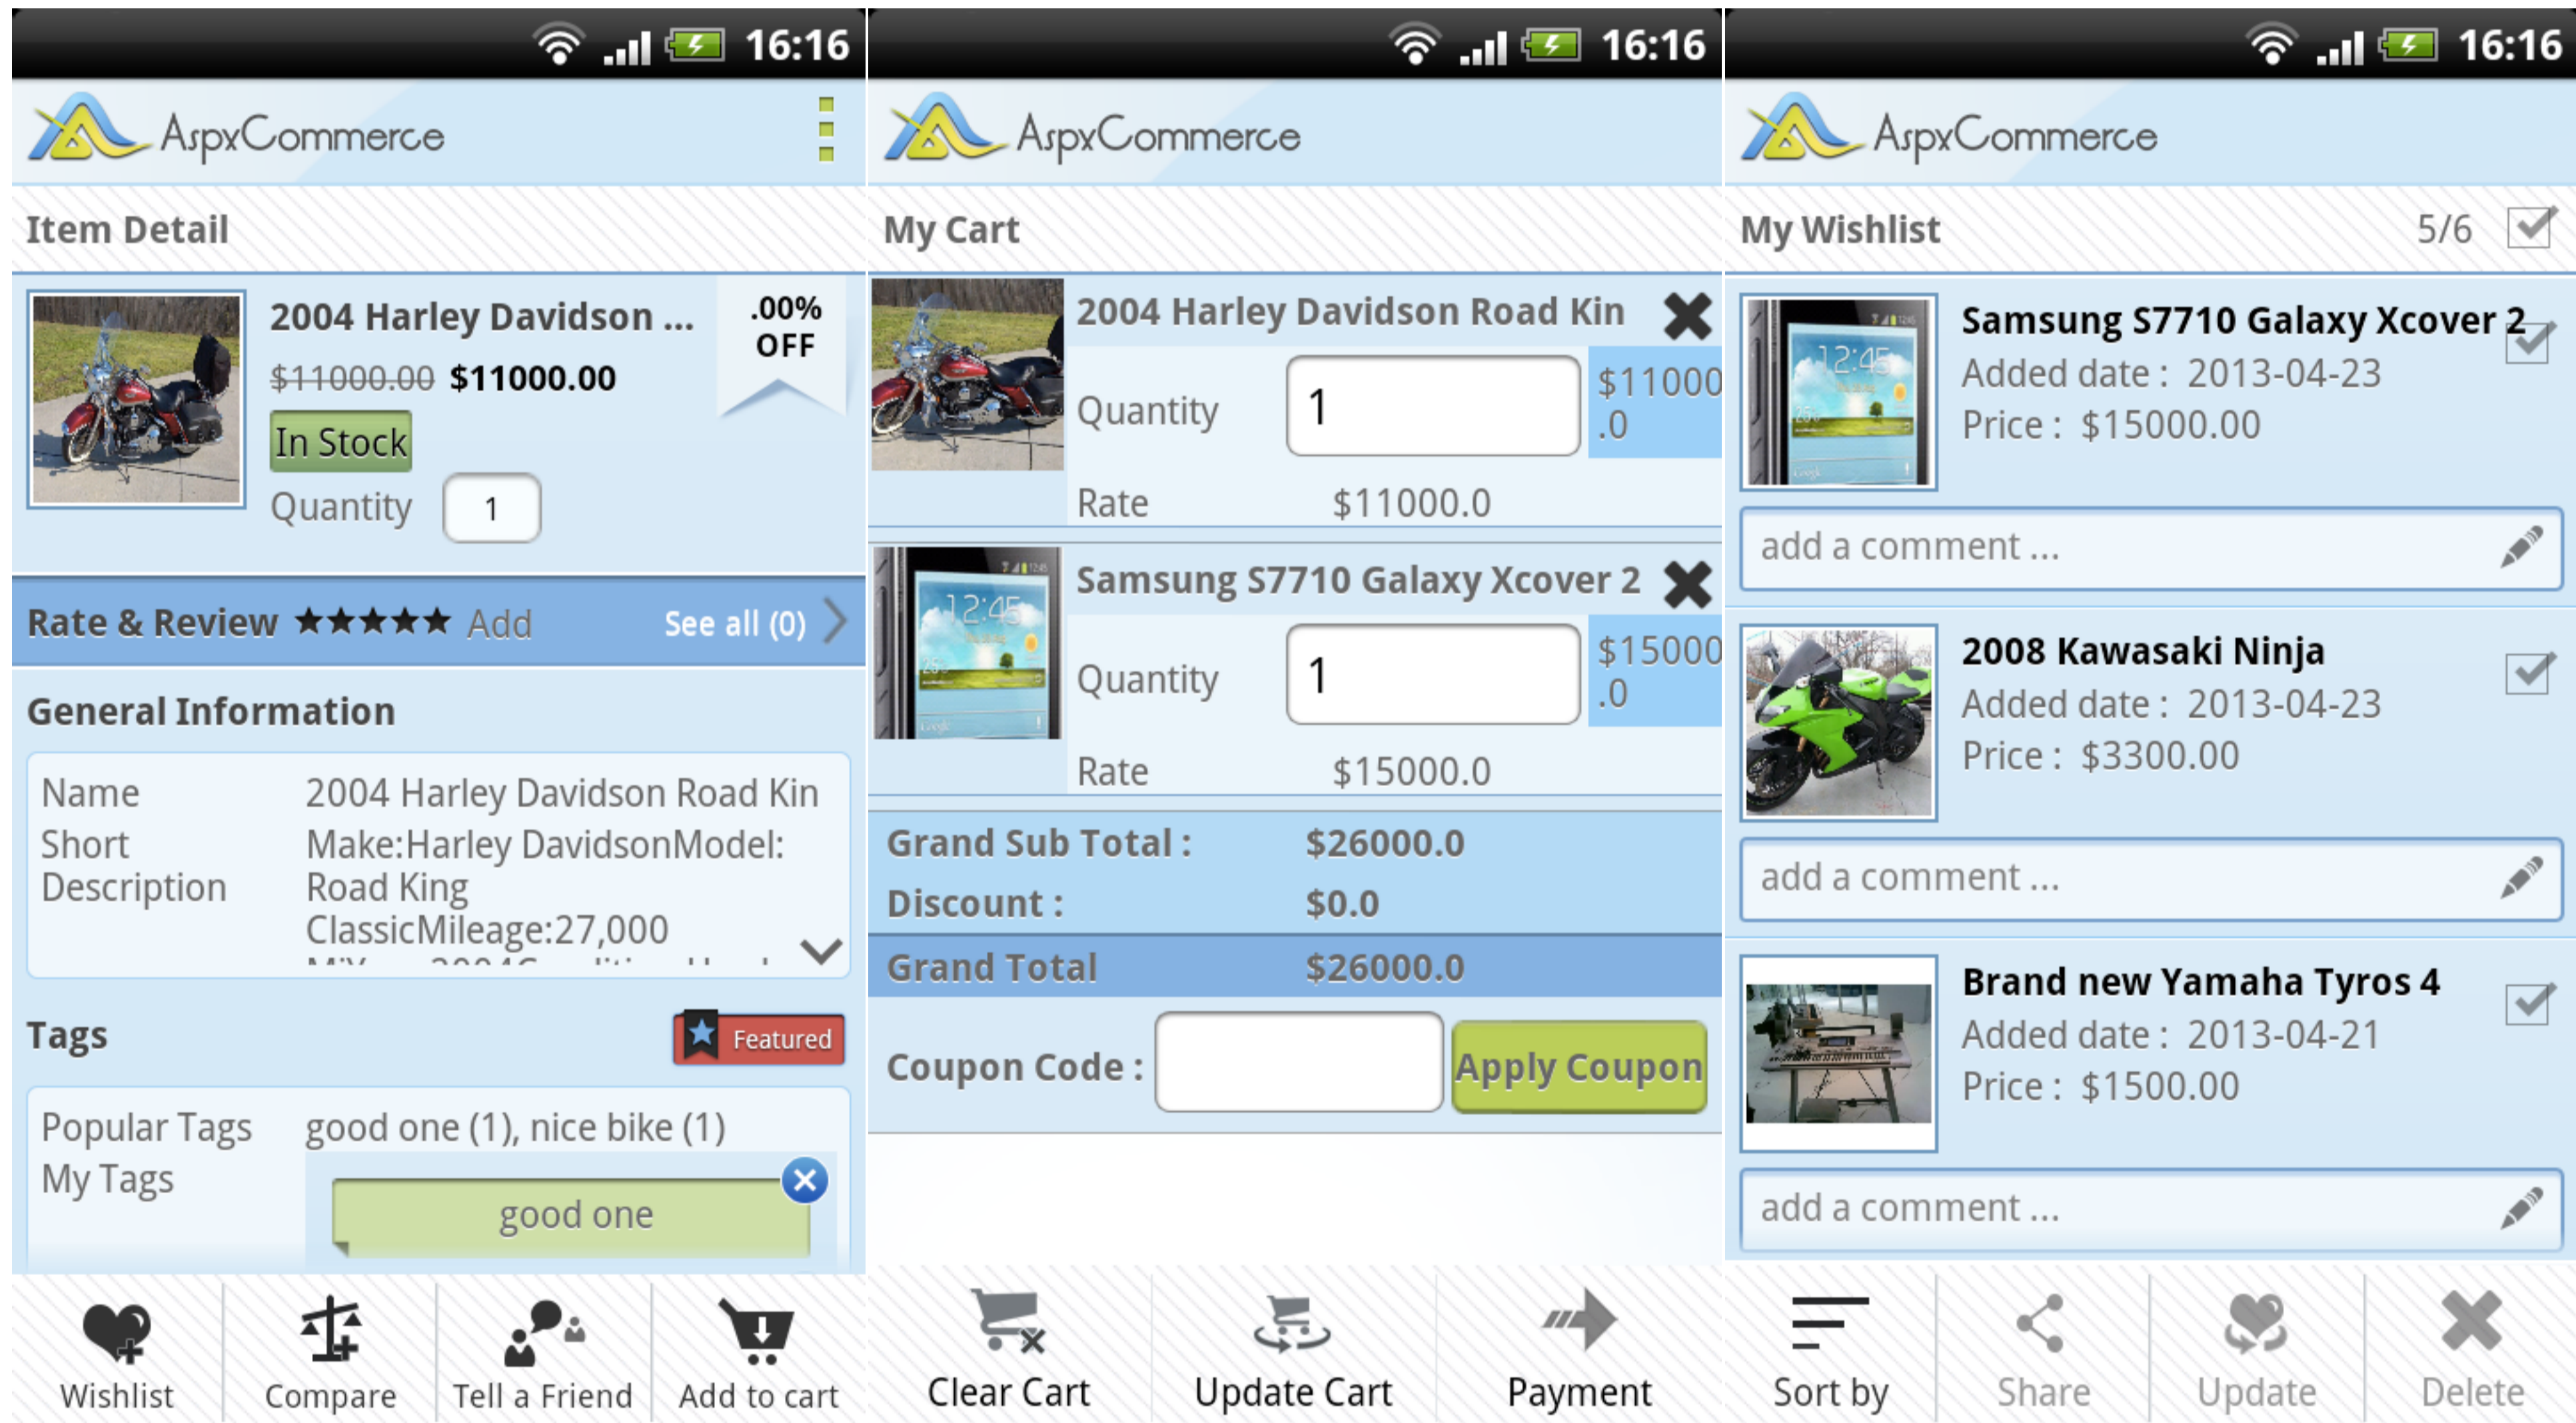 16:16
AspxCommerce
Item Detail
2004 Harley Davidson ...
.00%
OFF
$11000.00 $11000.00
In Stock
Quantity 1
Rate & Review Add See all (0)
General Information
Name 2004 Harley Davidson Road Kin
Short Description Make:Harley DavidsonModel:
Road King
ClassicMileage:27,000
Tags Featured
Popular Tags good one (1), nice bike (1)
My Tags
good one
Wishlist Compare Tell a Friend Add to cart
16:16
AspxCommerce
My Cart
2004 Harley Davidson Road Kin
Quantity 1 $11000
.0
Rate $11000.0
Samsung S7710 Galaxy Xcover 2
12:45
Quantity 1 $15000
.0
Rate $15000.0
Grand Sub Total : $26000.0
Discount : $0.0
Grand Total $26000.0
Coupon Code : Apply Coupon
Clear Cart Update Cart Payment
16:16
AspxCommerce
My Wishlist 5/6
Samsung S7710 Galaxy Xcover 2
12:45
Added date : 2013-04-23
Price : $15000.00
add a comment ...
2008 Kawasaki Ninja
Added date : 2013-04-23
Price : $3300.00
add a comment ...
Brand new Yamaha Tyros 4
Added date : 2013-04-21
Price : $1500.00
add a comment ...
Sort by Share Update Delete